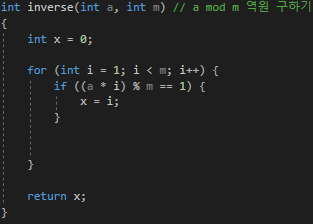 int inverse(int a, int m) // a mod m 역원 구하기
{
int x = 0;
for (int i = 1; i < m; i++) {
if ((a * i) % m == 1) {
x = i;
}
}
return x;
}